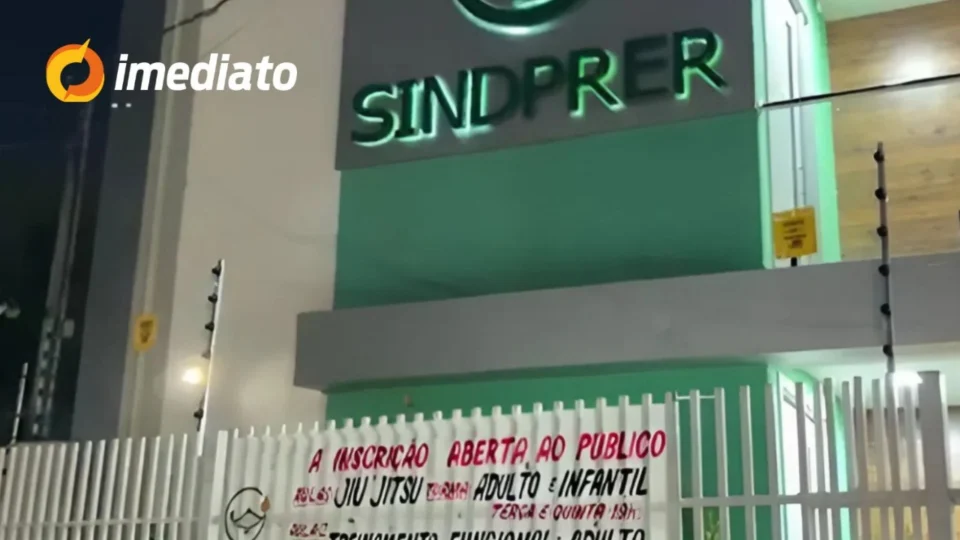 imediato
SINDPRER
A INSCRIÇÃO ABERTA AO PUBLICO
AULAS JIU'JITSU TURMA ADULTO E INFANTIL
TERÇA E QUINTA 19h:
AULAS TREINAMENTO FUNCIONAL: ADULTO